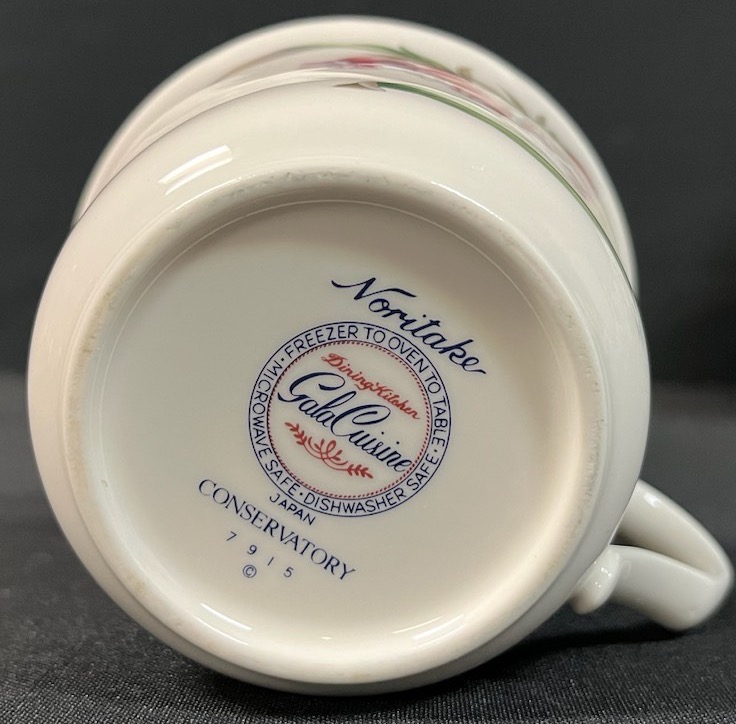 Noritake
FREEZER TO OVEN TO TABLE · DISHWASHER SAFE · MICROWAVE SAFE ·
Dining Kitchen
Gala Cuisine
JAPAN
CONSERVATORY
7915
©